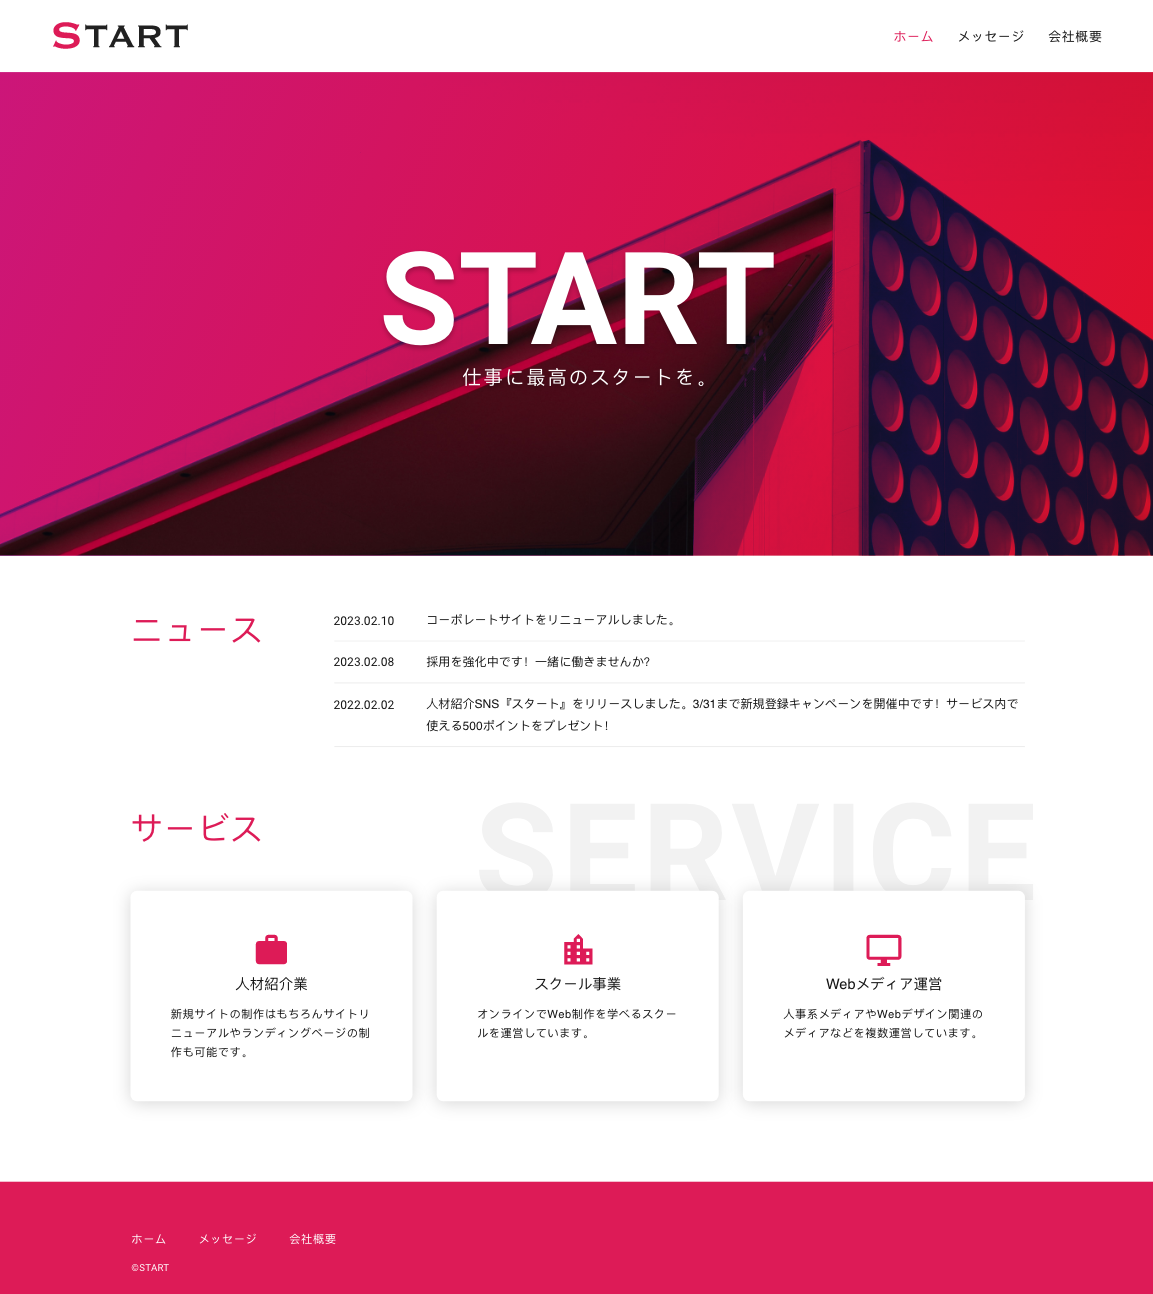 START
ホーム メッセージ 会社概要
START
仕事に最高のスタートを。
ニュース
2023.02.10 コーポレートサイトをリニューアルしました。
2023.02.08 採用を強化中です！一緒に働きませんか?
2022.02.02 人材紹介SNS『スタート』をリリースしました。3/31まで新規登録キャンペーンを開催中です！サービス内で
使える500ポイントをプレゼント！
サービス
SERVICE
人材紹介業
新規サイトの制作はもちろんサイトリ
ニューアルやランディングページの制
作も可能です。
スクール事業
オンラインでWeb制作を学べるスクー
ルを運営しています。
Webメディア運営
人事系メディアやWebデザイン関連の
メディアなどを複数運営しています。
ホーム メッセージ 会社概要
©START